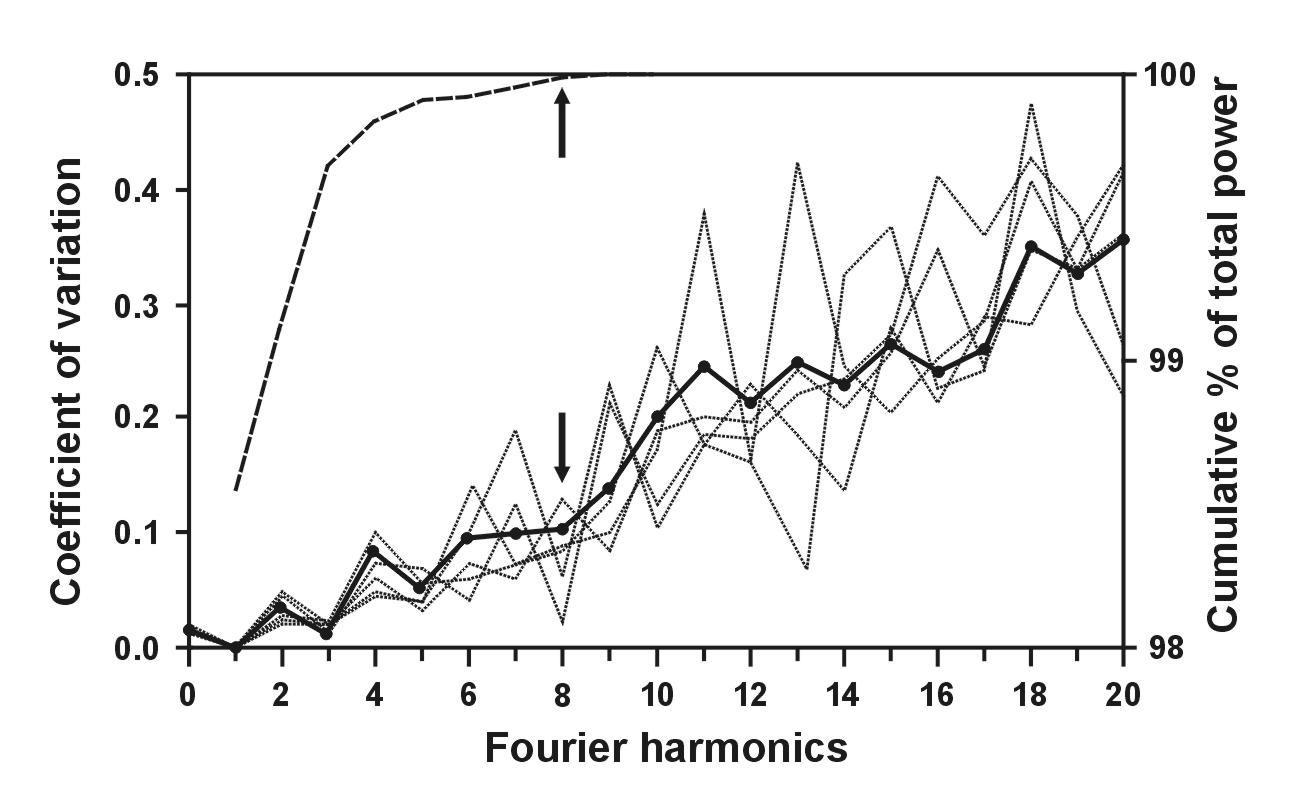 Coefficient of variation
0.5
0.4
0.3
0.2
0.1
0.0
0 2 4 6 8 10 12 14 16 18 20
Fourier harmonics
100
99
98
Cumulative % of total power